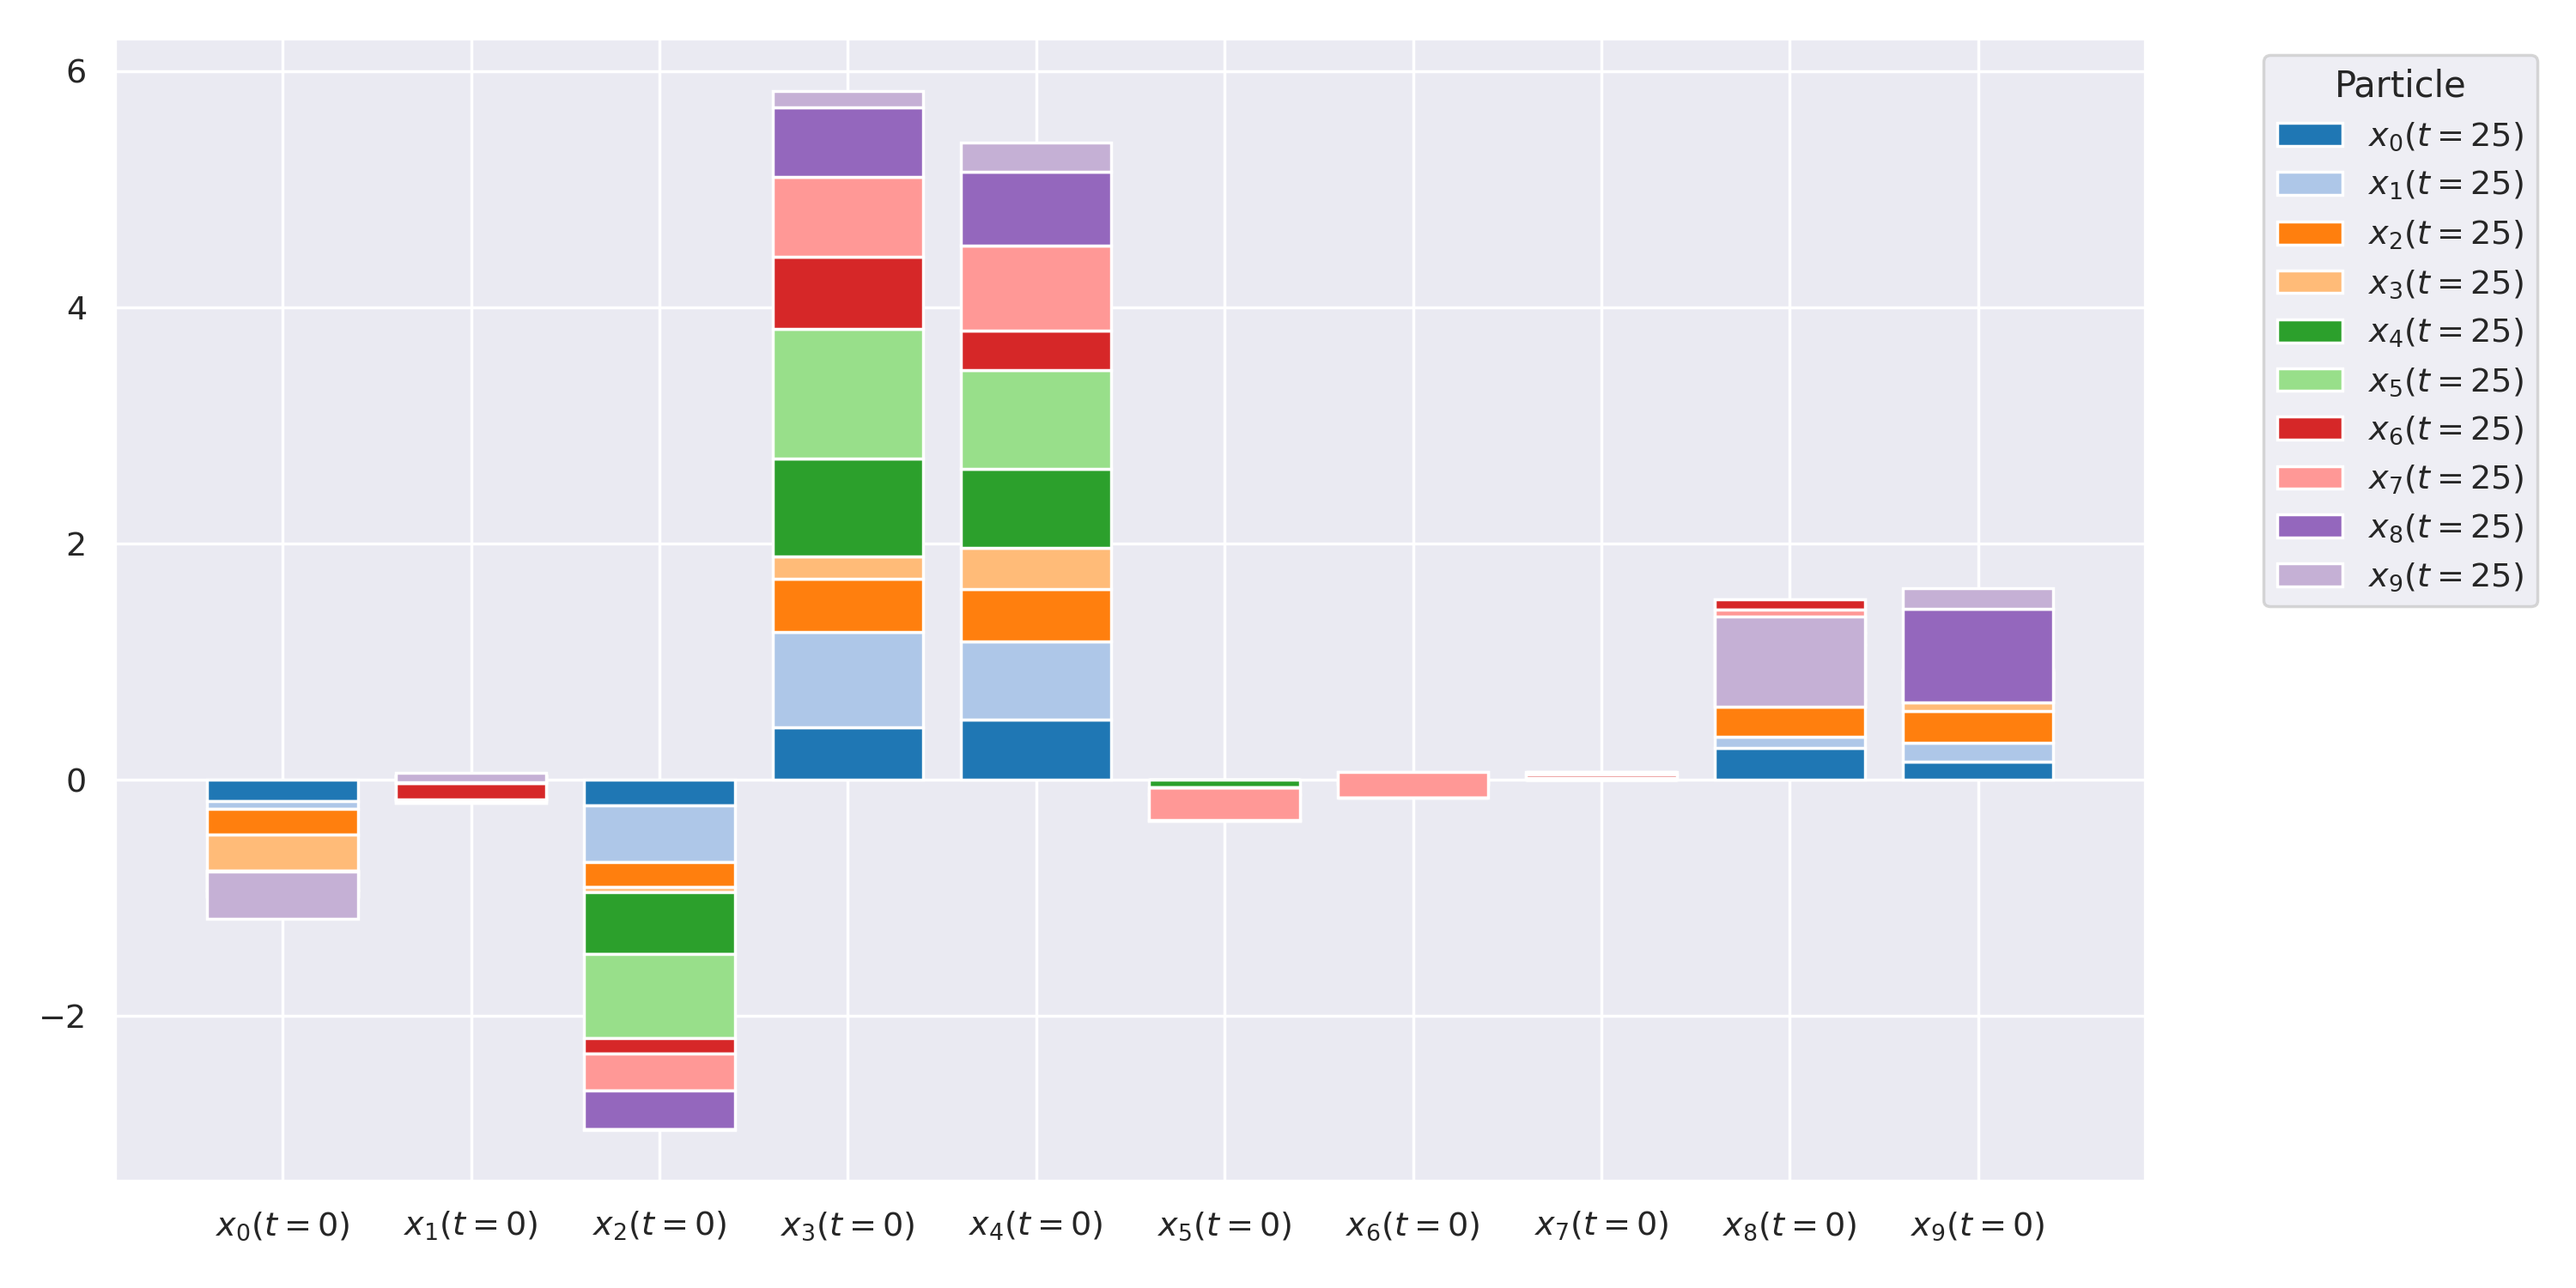 6
4
2
0
−2
x₀(t = 0)
x₁(t = 0)
x₂(t = 0)
x₃(t = 0)
x₄(t = 0)
x₅(t = 0)
x₆(t = 0)
x₇(t = 0)
x₈(t = 0)
x₉(t = 0)
Particle
x₀(t = 25)
x₁(t = 25)
x₂(t = 25)
x₃(t = 25)
x₄(t = 25)
x₅(t = 25)
x₆(t = 25)
x₇(t = 25)
x₈(t = 25)
x₉(t = 25)